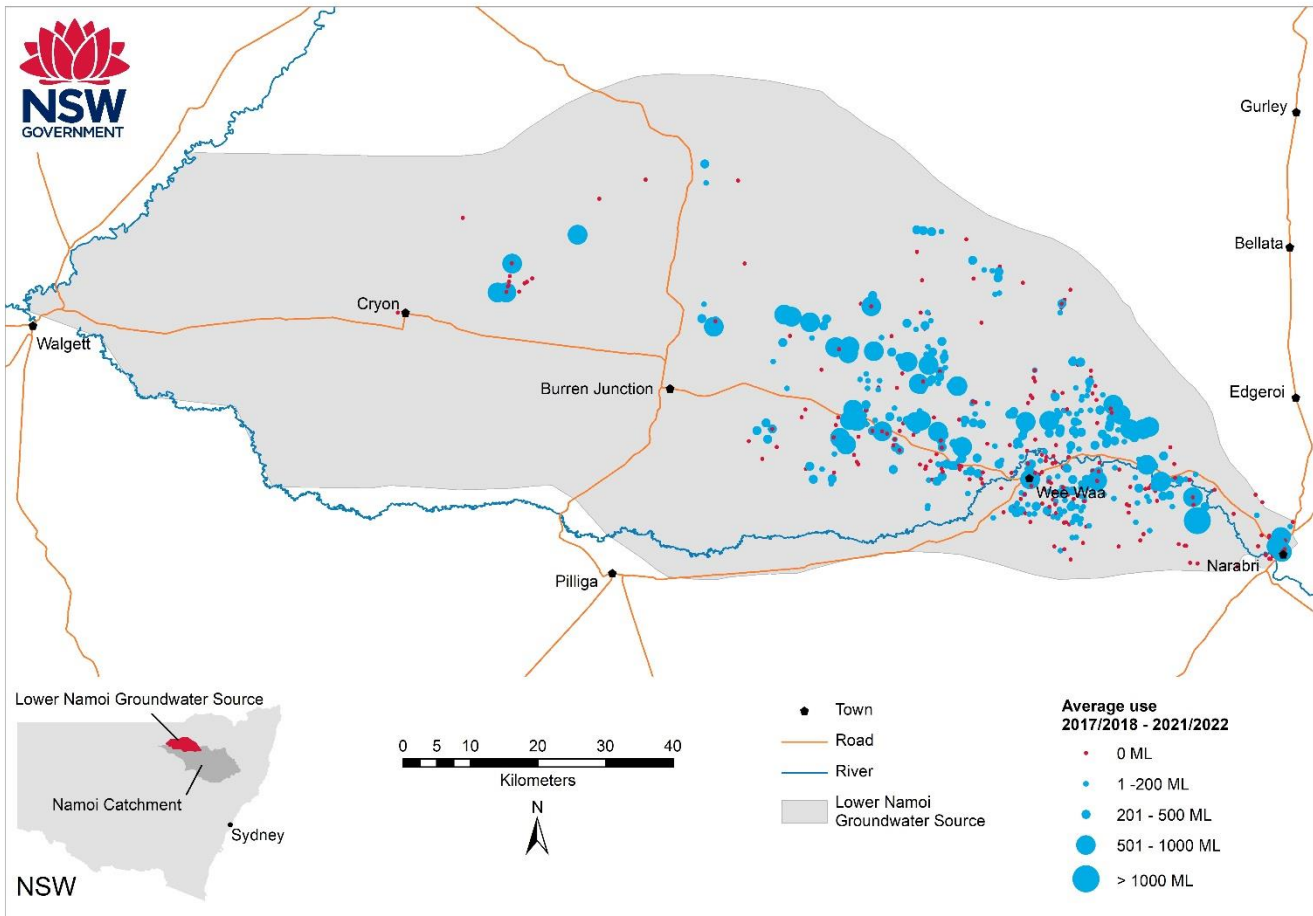 NSW
GOVERNMENT
Gurley
Bellata
Cryon
Walgett
Burren Junction
Edgeroi
Wee Waa
Narabri
Pilliga
Lower Namoi Groundwater Source
Namoi Catchment
Sydney
NSW
0 5 10 20 30 40
Kilometers
N
Town
Road
River
Lower Namoi
Groundwater Source
Average use
2017/2018 - 2021/2022
0 ML
1 -200 ML
201 - 500 ML
501 - 1000 ML
> 1000 ML